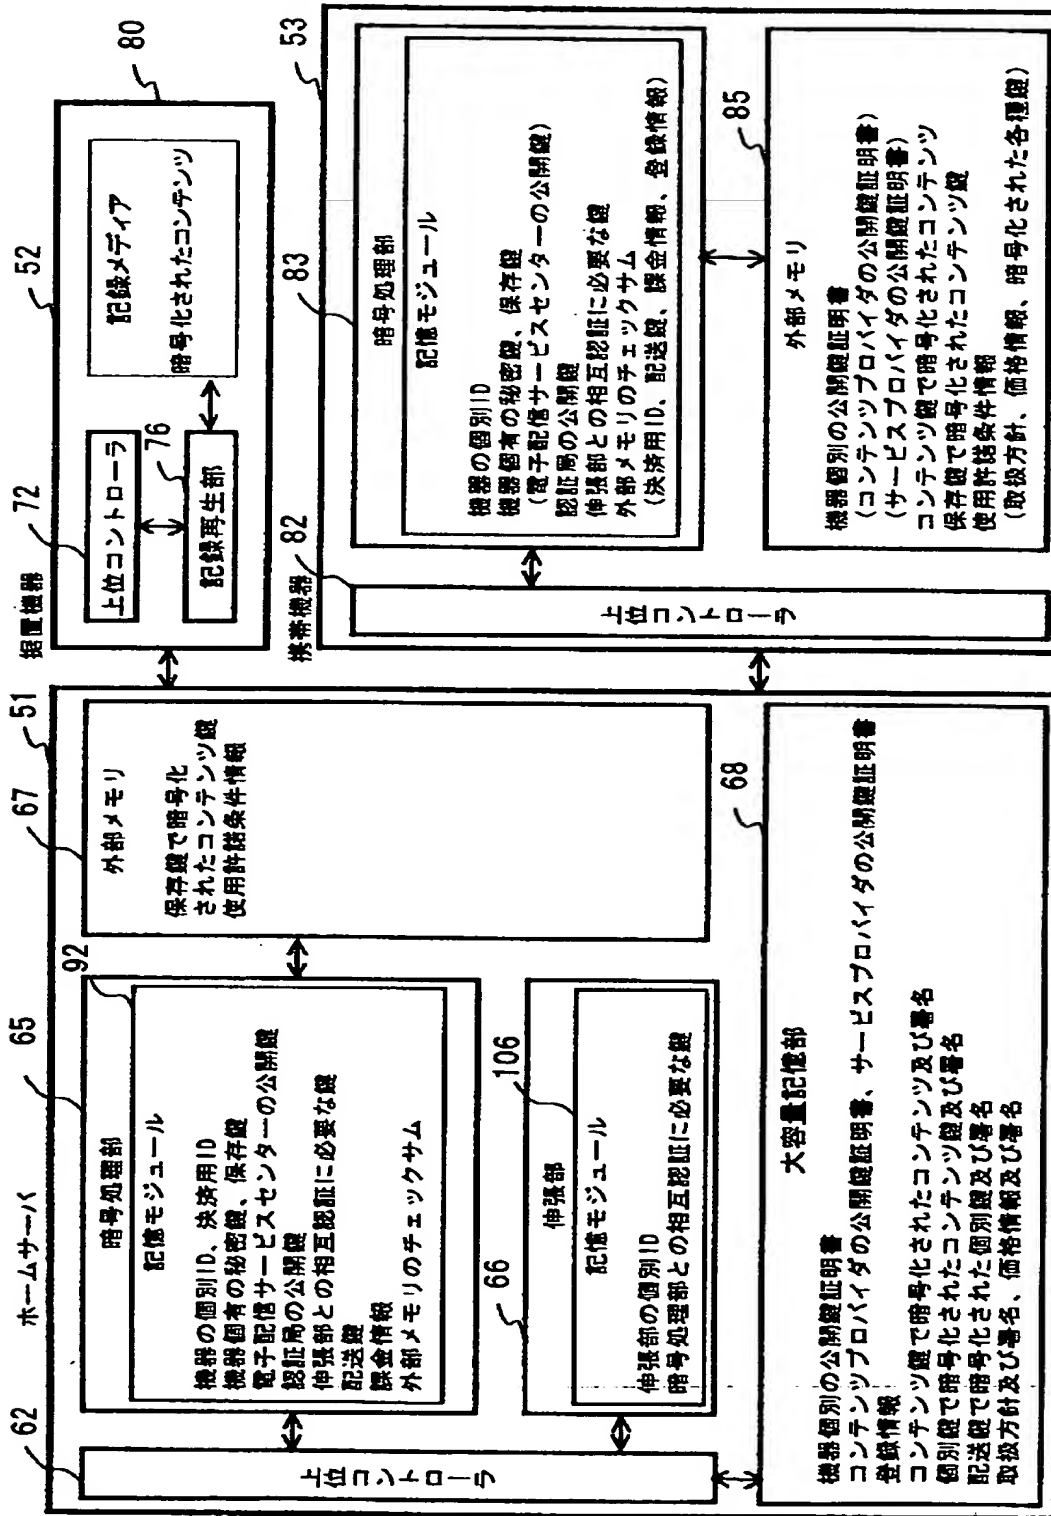 ホームサーバ
51
62
上位コントローラ
65
暗号処理部
92
記憶モジュール
機器の個別ID、決済用ID
機器個有の秘密鍵、保存鍵
電子配信サービスセンターの公開鍵
認証局の公開鍵
伸張部との相互認証に必要な鍵
配送鍵
課金情報
外部メモリのチェックサム
66
伸張部
106
記憶モジュール
伸張部の個別ID
暗号処理部との相互認証に必要な鍵
67
外部メモリ
保存鍵で暗号化
されたコンテンツ鍵
使用許諾条件情報
68
大容量記憶部
機器個別の公開鍵証明書
コンテンツプロバイダの公開鍵証明書、サービスプロバイダの公開鍵証明書
登録情報
コンテンツ鍵で暗号化されたコンテンツ及び署名
個別鍵で暗号化されたコンテンツ鍵及び署名
配送鍵で暗号化された個別鍵及び署名
取扱方針及び署名、価格情報及び署名
据置機器
52
72
上位コントローラ
76
記録再生部
80
記録メディア
暗号化されたコンテンツ
携帯機器
53
82
上位コントローラ
83
暗号処理部
記憶モジュール
機器の個別ID
機器個有の秘密鍵、保存鍵
(電子配信サービスセンターの公開鍵)
認証局の公開鍵
伸張部との相互認証に必要な鍵
外部メモリのチェックサム
(決済用ID、配送鍵、課金情報、登録情報)
85
外部メモリ
機器個別の公開鍵証明書
(コンテンツプロバイダの公開鍵証明書)
(サービスプロバイダの公開鍵証明書)
コンテンツ鍵で暗号化されたコンテンツ
保存鍵で暗号化されたコンテンツ鍵
使用許諾条件情報
(取扱方針、価格情報、暗号化された各種鍵)